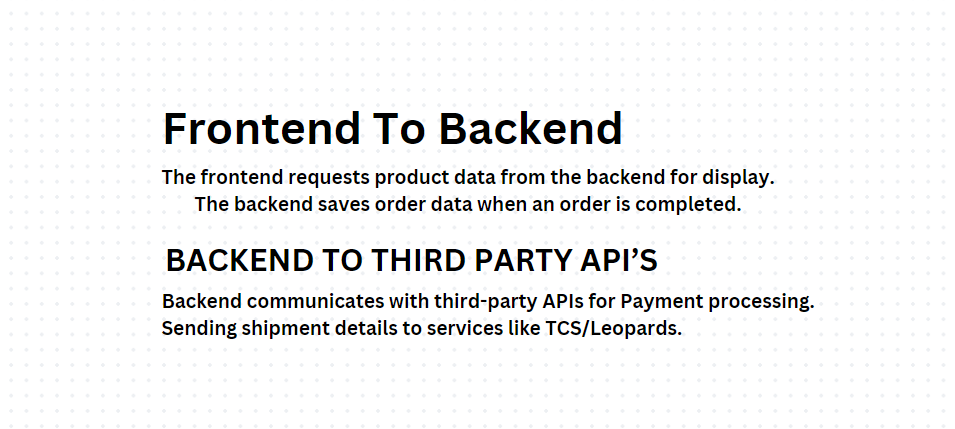 Frontend To Backend
The frontend requests product data from the backend for display.
The backend saves order data when an order is completed.
BACKEND TO THIRD PARTY API’S
Backend communicates with third-party APIs for Payment processing.
Sending shipment details to services like TCS/Leopards.